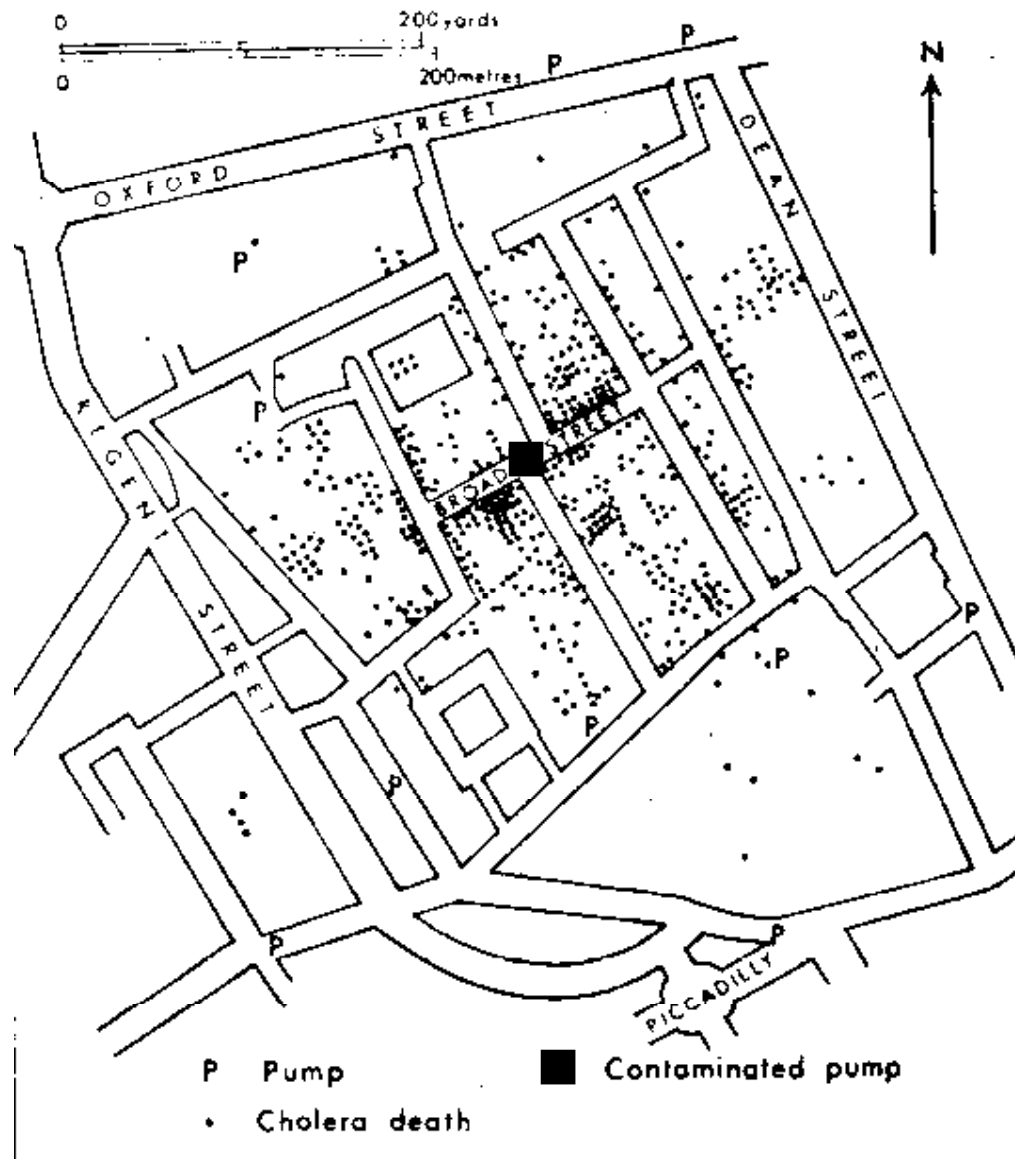 0 200 yards
0 200 metres
P P
N
OXFORD STREET
DEAN STREET
P
P
REGENT STREET
BROAD STREET
P
P
P
P
P
P
PICCADILLY
P Pump
Contaminated pump
Cholera death